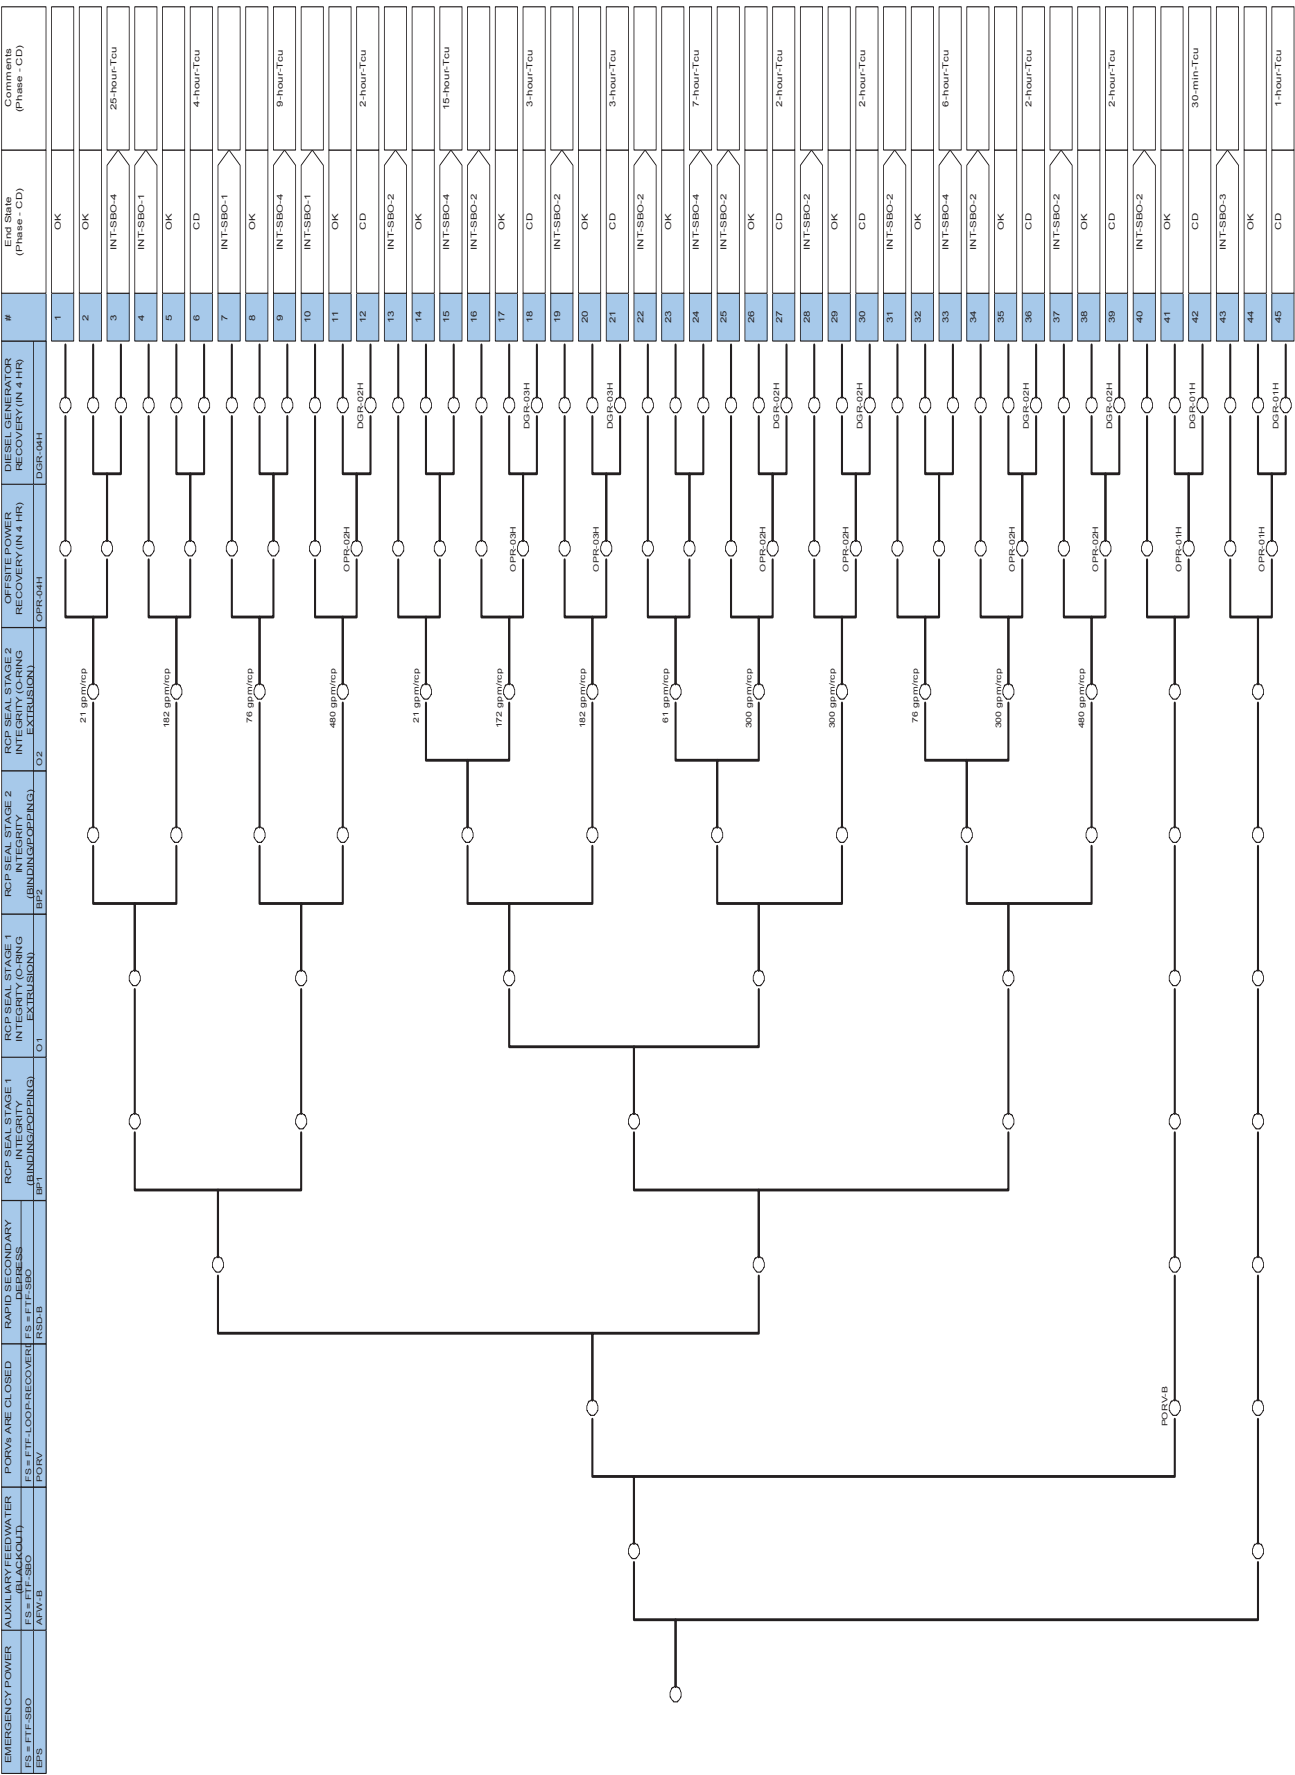 EMERGENCY POWER
FS = FTF-SBO
EPS
AUXILIARY FEEDWATER
(BLACKOUT)
FS = FTF-SBO
AFW-B
PORVs ARE CLOSED
FS = FTF-LOOP-RECOVERED
PORV
RAPID SECONDARY
DEPRESS
FS = FTF-SBO
RSD-B
RCP SEAL STAGE 1
INTEGRITY
(BINDING/POPPING)
BP1
RCP SEAL STAGE 1
INTEGRITY (O-RING
EXTRUSION)
O1
RCP SEAL STAGE 2
INTEGRITY
(BINDING/POPPING)
BP2
RCP SEAL STAGE 2
INTEGRITY (O-RING
EXTRUSION)
O2
OFFSITE POWER
RECOVERY (IN 4 HR)
OPR-04H
DIESEL GENERATOR
RECOVERY (IN 4 HR)
DGR-04H
#
End State
(Phase - CD)
Comments
(Phase - CD)
1 OK
21 gpm/rcp 2 OK
3 INT-SBO-4 25-hour-Tcu
4 INT-SBO-1
182 gpm/rcp 5 OK
6 CD 4-hour-Tcu
7 INT-SBO-1
76 gpm/rcp 8 OK
9 INT-SBO-4 9-hour-Tcu
10 INT-SBO-1
480 gpm/rcp 11 OK
OPR-02H DGR-02H 12 CD 2-hour-Tcu
13 INT-SBO-2
21 gpm/rcp 14 OK
15 INT-SBO-4 15-hour-Tcu
16 INT-SBO-2
172 gpm/rcp 17 OK
OPR-03H DGR-03H 18 CD 3-hour-Tcu
19 INT-SBO-2
182 gpm/rcp 20 OK
OPR-03H DGR-03H 21 CD 3-hour-Tcu
22 INT-SBO-2
61 gpm/rcp 23 OK
24 INT-SBO-4 7-hour-Tcu
25 INT-SBO-2
300 gpm/rcp 26 OK
OPR-02H DGR-02H 27 CD 2-hour-Tcu
28 INT-SBO-2
300 gpm/rcp 29 OK
OPR-02H DGR-02H 30 CD 2-hour-Tcu
31 INT-SBO-2
76 gpm/rcp 32 OK
33 INT-SBO-4 6-hour-Tcu
34 INT-SBO-2
300 gpm/rcp 35 OK
OPR-02H DGR-02H 36 CD 2-hour-Tcu
37 INT-SBO-2
480 gpm/rcp 38 OK
OPR-02H DGR-02H 39 CD 2-hour-Tcu
40 INT-SBO-2
PORV-B OPR-01H 41 OK
DGR-01H 42 CD 30-min-Tcu
43 INT-SBO-3
OPR-01H 44 OK
DGR-01H 45 CD 1-hour-Tcu